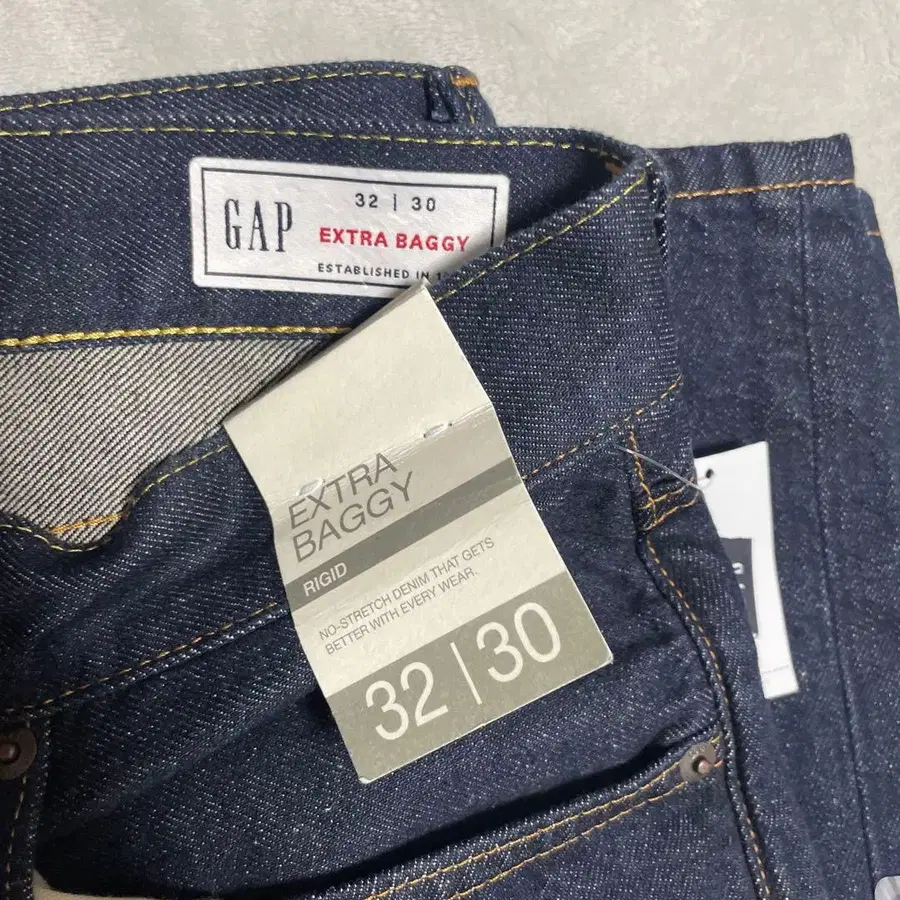 GAP
32 | 30
EXTRA BAGGY
ESTABLISHED IN
EXTRA
BAGGY
RIGID
NO-STRETCH DENIM THAT GETS
BETTER WITH EVERY WEAR.
32 | 30